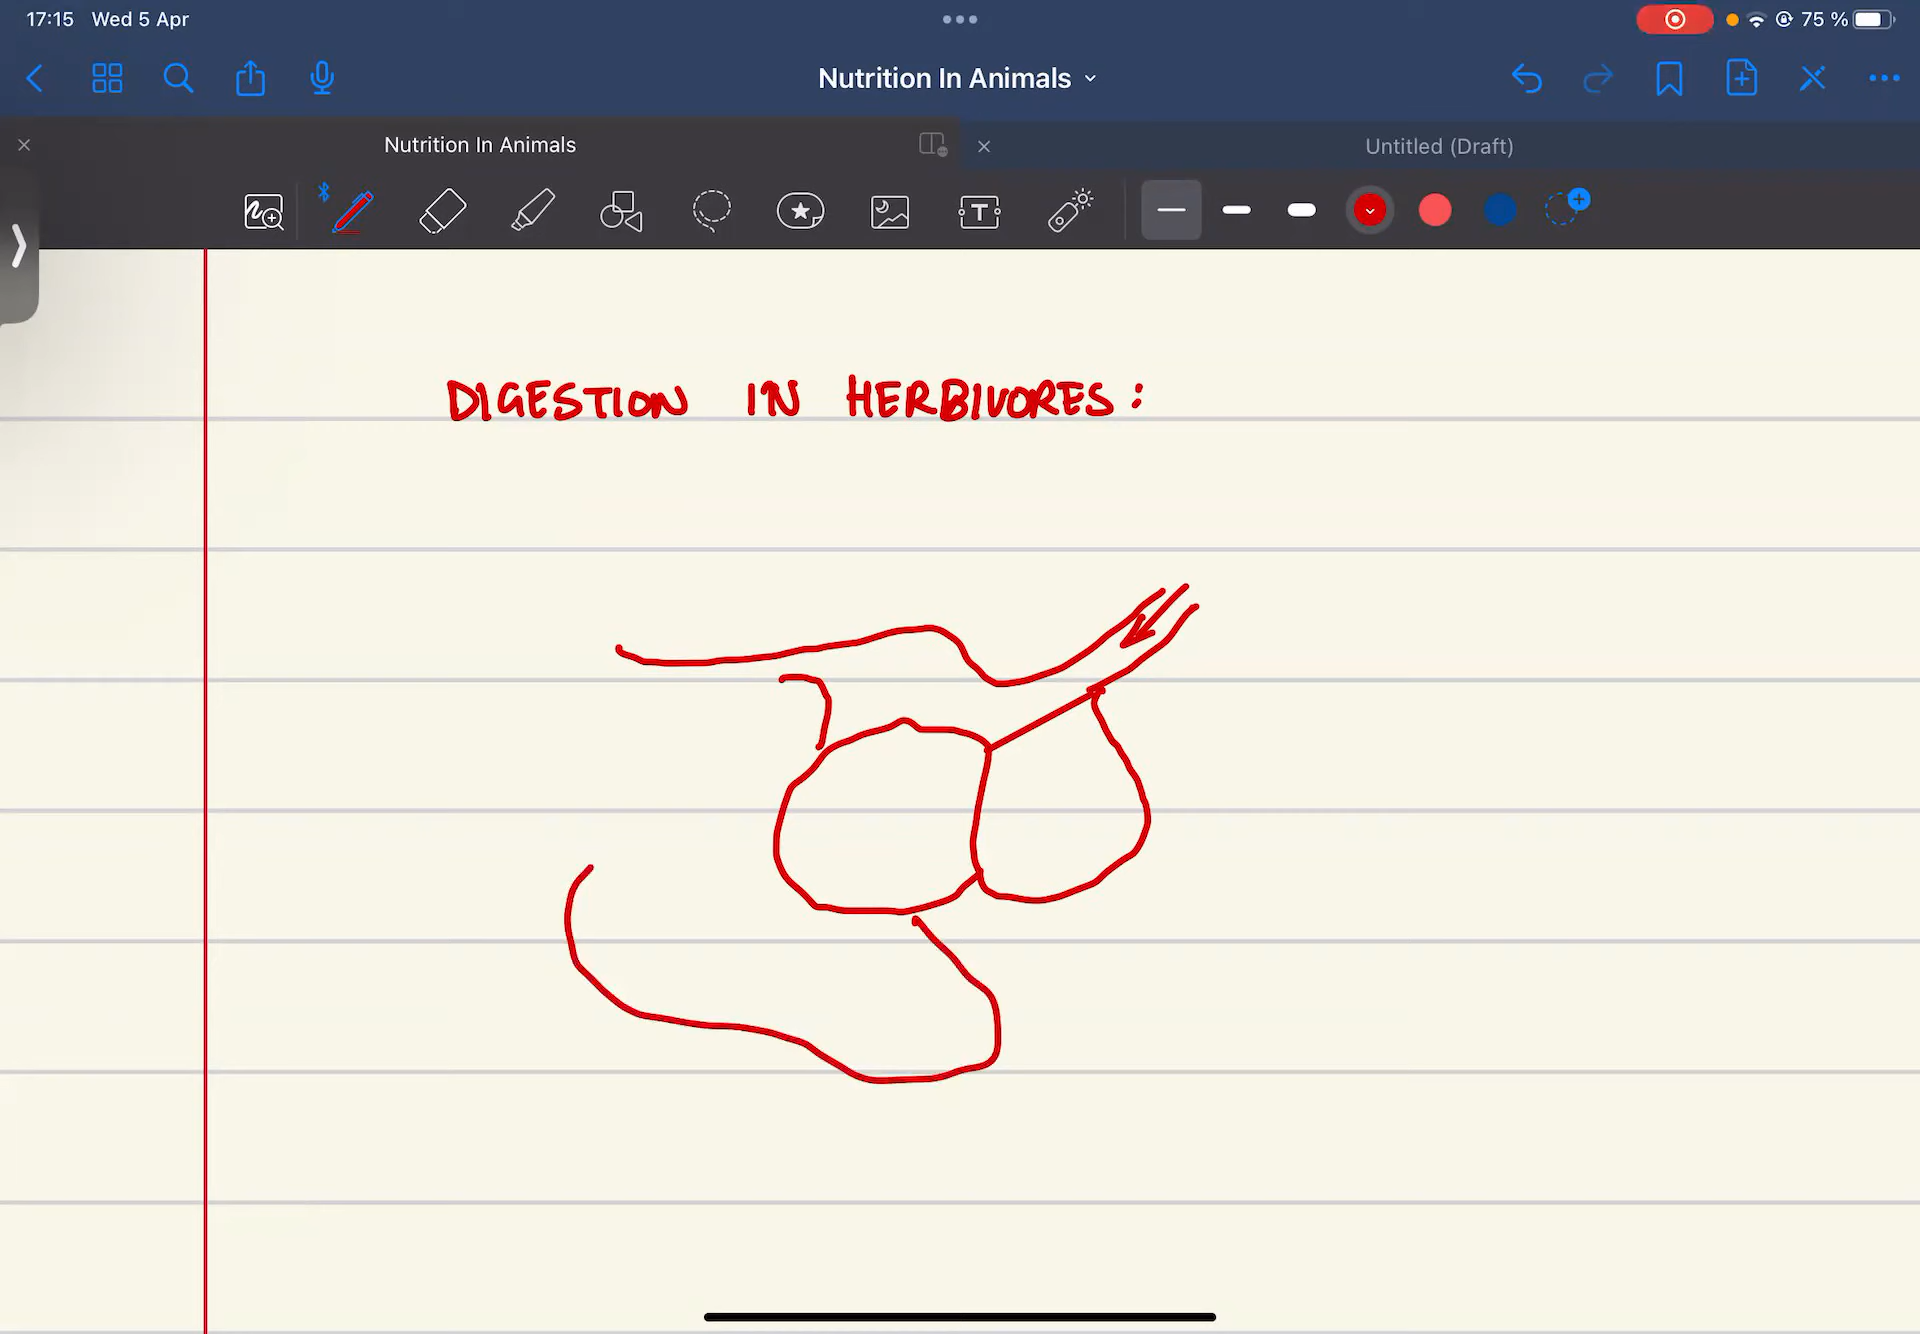 17:15 Wed 5 Apr
75 %
Nutrition In Animals
Nutrition In Animals
Untitled (Draft)
T
DIGESTION IN HERBIVORES: